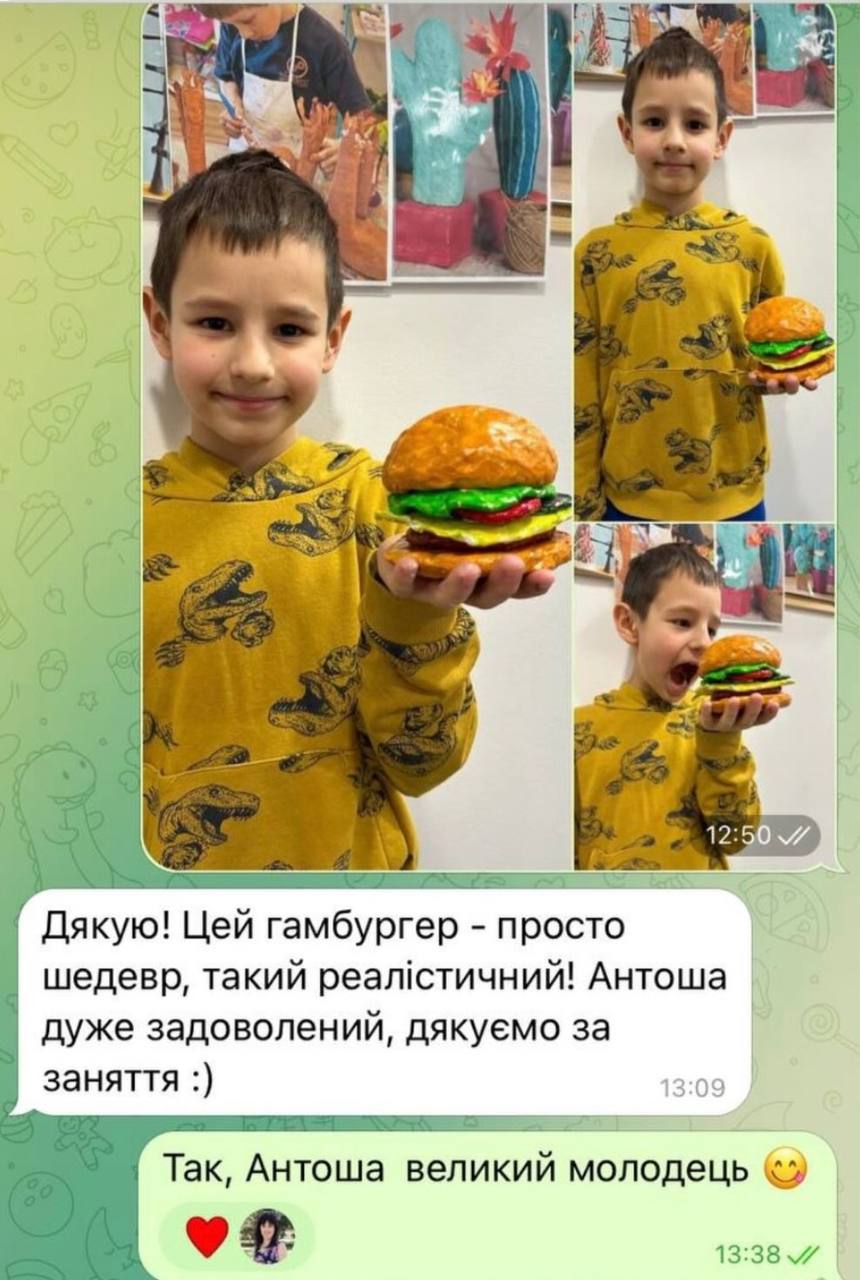 12:50
Дякую! Цей гамбургер - просто
шедевр, такий реалістичний! Антоша
дуже задоволений, дякуємо за
заняття :)
13:09
Так, Антоша великий молодець 😋
13:38